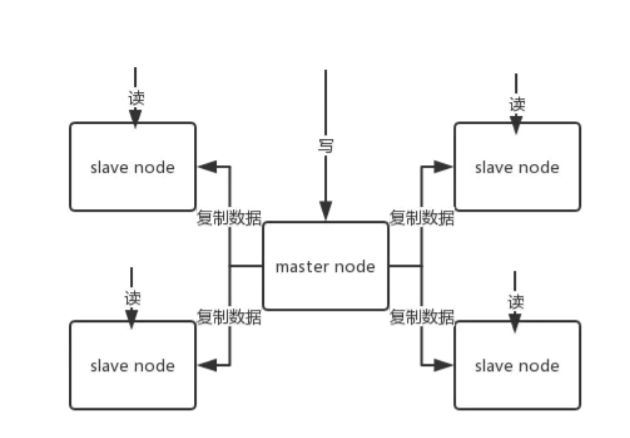 读
读
写
slave node
slave node
复制数据
复制数据
master node
读
读
复制数据
复制数据
slave node
slave node